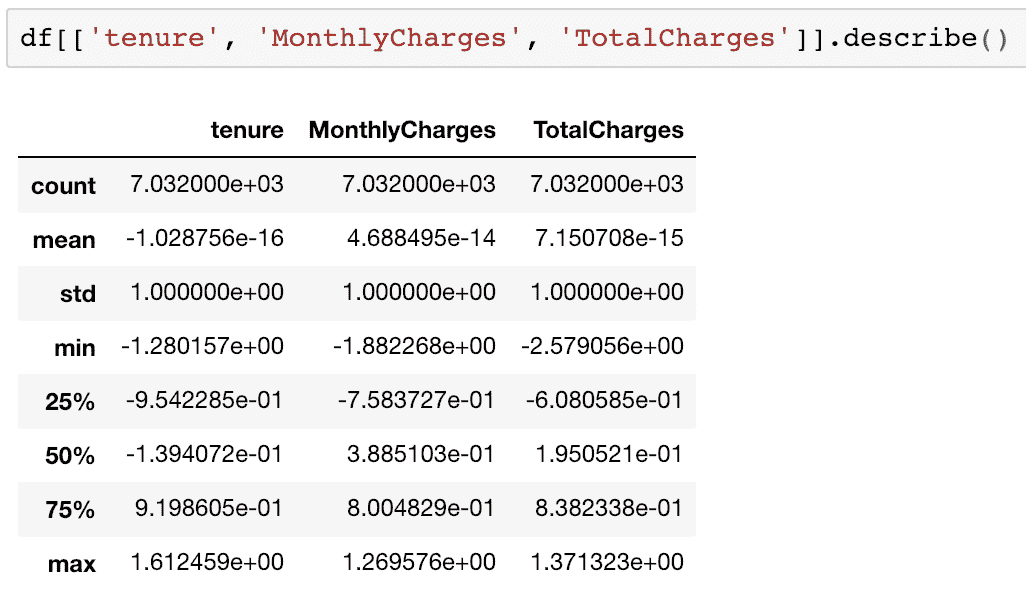 df[['tenure', 'MonthlyCharges', 'TotalCharges']].describe()
tenure MonthlyCharges TotalCharges
count 7.032000e+03 7.032000e+03 7.032000e+03
mean -1.028756e-16 4.688495e-14 7.150708e-15
std 1.000000e+00 1.000000e+00 1.000000e+00
min -1.280157e+00 -1.882268e+00 -2.579056e+00
25% -9.542285e-01 -7.583727e-01 -6.080585e-01
50% -1.394072e-01 3.885103e-01 1.950521e-01
75% 9.198605e-01 8.004829e-01 8.382338e-01
max 1.612459e+00 1.269576e+00 1.371323e+00